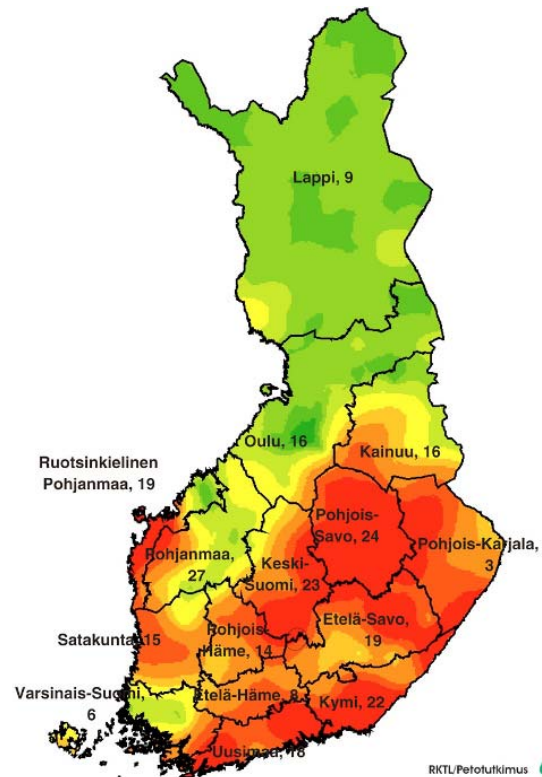 Lappi, 9
Oulu, 16
Kainuu, 16
Ruotsinkielinen
Pohjanmaa, 19
Pohjois-
Savo, 24
Pohjois-Karjala,
3
Rohjanmaa,
27
Keski-
Suomi, 23
Etelä-Savo,
19
Satakunta, 15
Rohjois-
Häme, 14
Varsinais-Suomi,
6
Etelä-Häme, 8
Kymi, 22
Uusimaa, 18
RKTL/Petotutkimus